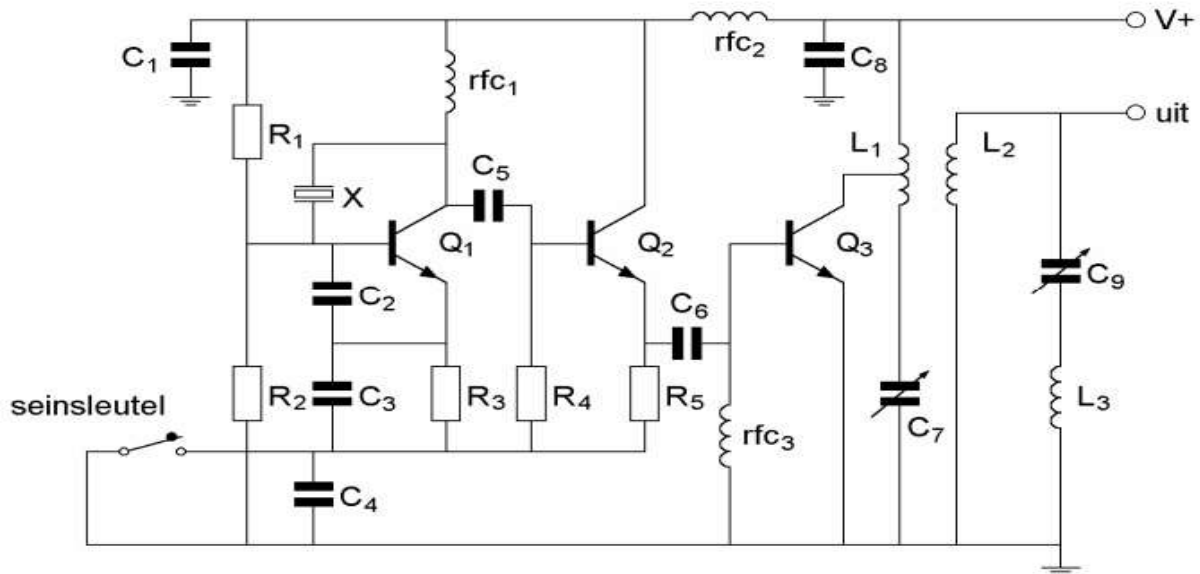 V+
rfc₂
C₁
C₈
rfc₁
uit
R₁
L₁
L₂
C₅
X
Q₁
Q₂
Q₃
C₂
C₉
C₆
R₂
C₃
R₃
R₄
R₅
L₃
seinsleutel
C₇
rfc₃
C₄